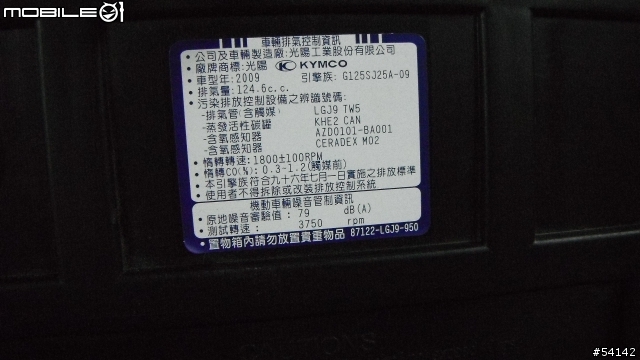 MOBILE01
車輛排氣控制資訊
• 公司及車輛製造廠:光陽工業股份有限公司
• 廠牌商標:光陽 KYMCO
• 車型年:2009 引擎族: G125SJ25A-09
• 排氣量:124.6c.c.
• 污染排放控制設備之辨識號碼:
-排氣管(含觸媒) LGJ9 TW5
-蒸發活性碳罐 KHE2 CAN
-含氧感知器 AZD0101-BA001
-含氧感知器 CERADEX M02
• 惰轉轉速:1800±100RPM
• 惰轉CO(%):0.3~1.2(觸媒前)
• 本引擎族符合九十六年七月一日實施之排放標準
• 使用者不得拆除或改裝排放控制系統
機動車輛噪音管制資訊
• 原地噪音審驗值: 79 dB(A)
• 測試轉速: 3750 rpm
• 置物箱內請勿放置貴重物品 87122-LGJ9-950
#54142